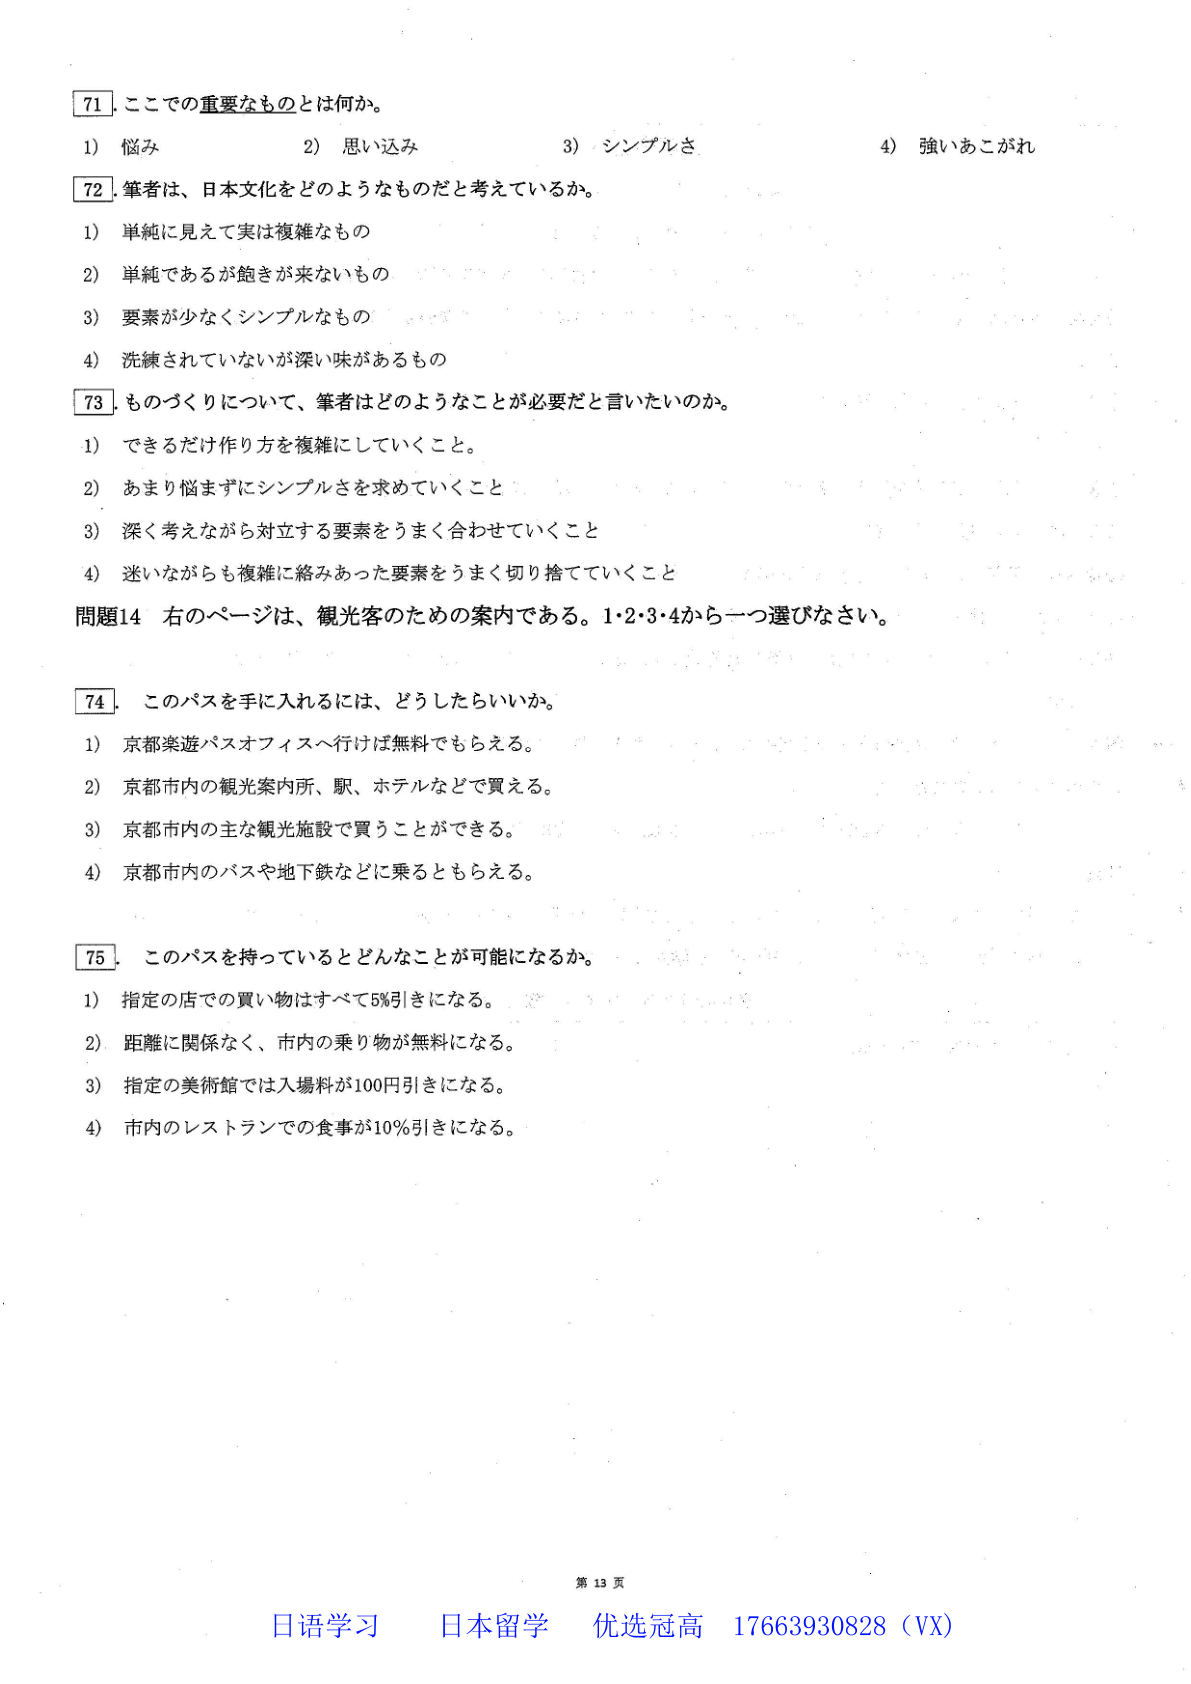 71．ここでの重要なものとは何か。
1) 悩み 2) 思い込み 3) シンプルさ 4) 強いあこがれ
72．筆者は、日本文化をどのようなものだと考えているか。
1) 単純に見えて実は複雑なもの
2) 単純であるが飽きが来ないもの
3) 要素が少なくシンプルなもの
4) 洗練されていないが深い味があるもの
73．ものづくりについて、筆者はどのようなことが必要だと言いたいのか。
1) できるだけ作り方を複雑にしていくこと。
2) あまり悩まずにシンプルさを求めていくこと
3) 深く考えながら対立する要素をうまく合わせていくこと
4) 迷いながらも複雑に絡みあった要素をうまく切り捨てていくこと
問題14 右のページは、観光客のための案内である。1・2・3・4から一つ選びなさい。
74． このパスを手に入れるには、どうしたらいいか。
1) 京都楽遊パスオフィスへ行けば無料でもらえる。
2) 京都市内の観光案内所、駅、ホテルなどで買える。
3) 京都市内の主な観光施設で買うことができる。
4) 京都市内のバスや地下鉄などに乗るともらえる。
75． このパスを持っているとどんなことが可能になるか。
1) 指定の店での買い物はすべて5%引きになる。
2) 距離に関係なく、市内の乗り物が無料になる。
3) 指定の美術館では入場料が100円引きになる。
4) 市内のレストランでの食事が10%引きになる。
第 13 页
日语学习 日本留学 优选冠高 17663930828（VX）